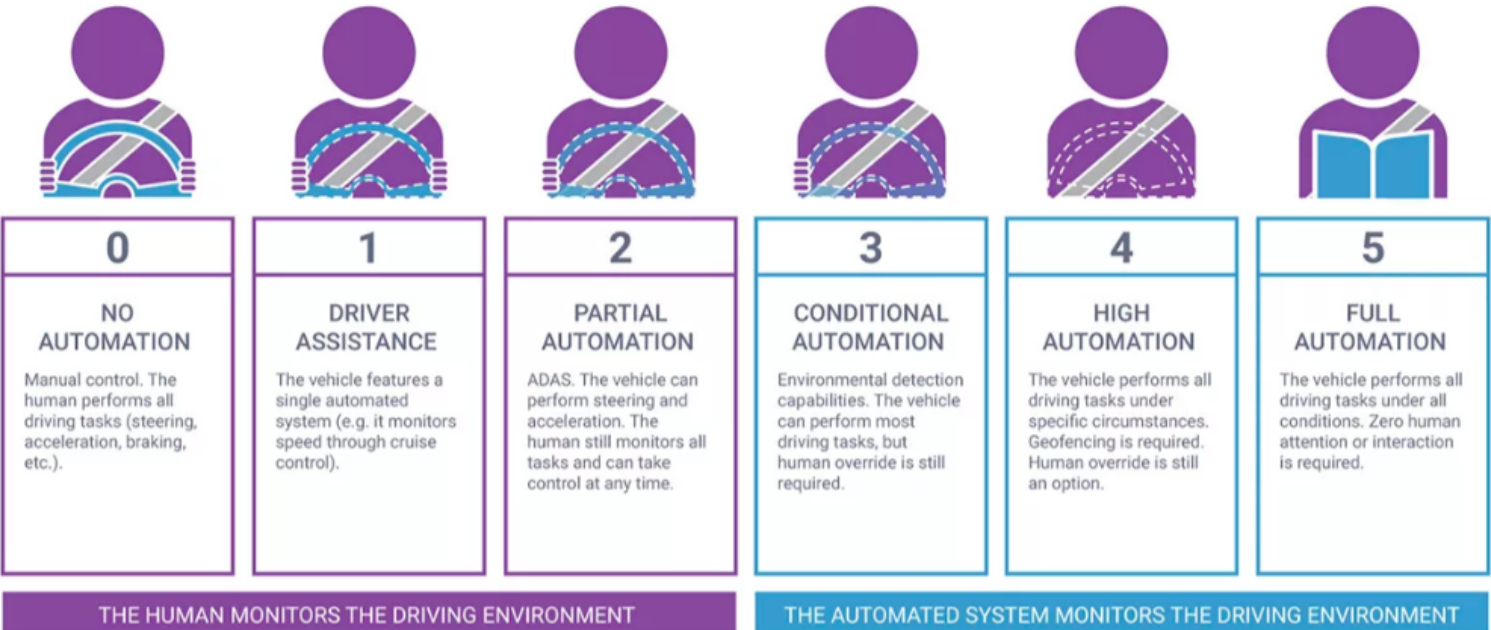 0
NO
AUTOMATION
Manual control. The
human performs all
driving tasks (steering,
acceleration, braking,
etc.).
1
DRIVER
ASSISTANCE
The vehicle features a
single automated
system (e.g. it monitors
speed through cruise
control).
2
PARTIAL
AUTOMATION
ADAS. The vehicle can
perform steering and
acceleration. The
human still monitors all
tasks and can take
control at any time.
3
CONDITIONAL
AUTOMATION
Environmental detection
capabilities. The vehicle
can perform most
driving tasks, but
human override is still
required.
4
HIGH
AUTOMATION
The vehicle performs all
driving tasks under
specific circumstances.
Geofencing is required.
Human override is still
an option.
5
FULL
AUTOMATION
The vehicle performs all
driving tasks under all
conditions. Zero human
attention or interaction
is required.
THE HUMAN MONITORS THE DRIVING ENVIRONMENT
THE AUTOMATED SYSTEM MONITORS THE DRIVING ENVIRONMENT